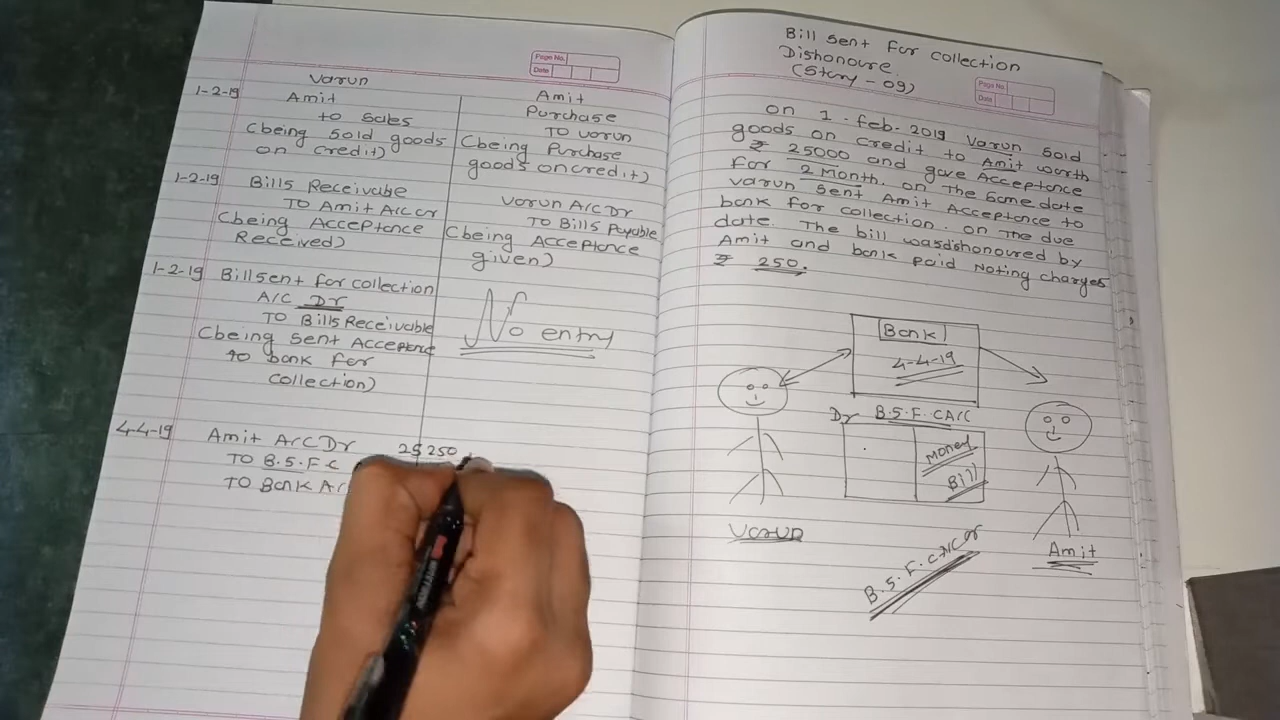 Varun
1-2-19 Amit
to sales
(being sold goods
on credit)
1-2-19 Bills Receivabe
TO Amit A/C cr
(being Acceptance
Received)
1-2-19 Bill sent for collection
A/C Dr
TO Bills Receivable
(being sent Acceptance
to bank for
collection)
4-4-19 Amit A/C Dr 25250
TO B.S.F.C
TO Bank A/C
Page No.
Date
Amit
Purchase
TO varun
(being Purchase
goods on credit)
varun A/C Dr
TO Bills Payable
(being Acceptance
given)
No entry
Bill sent for collection
Dishonoure.
(Story-09)
Page No.
Date
on 1. feb. 2019 Varun sold
goods on credit to Amit worth
₹ 25000 and gave Acceptance
for 2 Month. on the same date
varun sent Amit Acceptance to
bank for collection. on the due
date. The bill was dishonoured by
Amit and bank paid Noting charges
₹ 250.
Bank
4-4-19
Dr B.S.F.C A/C
Money
Bill
Varun
Amit
B.S.F.C A/C cr